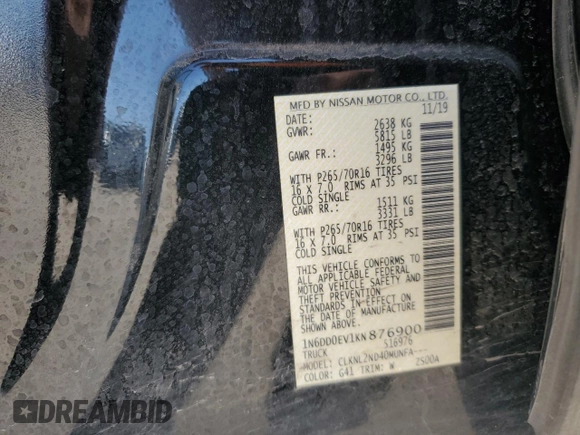 MFD BY NISSAN MOTOR CO., LTD.
DATE: 11/19
GVWR: 2638 KG
5815 LB
GAWR FR.: 1495 KG
3296 LB
WITH P265/70R16 TIRES
16 X 7.0 RIMS AT 35 PSI
COLD SINGLE
GAWR RR.: 1511 KG
3331 LB
WITH P265/70R16 TIRES
16 X 7.0 RIMS AT 35 PSI
COLD SINGLE
THIS VEHICLE CONFORMS TO
ALL APPLICABLE FEDERAL
MOTOR VEHICLE SAFETY AND
THEFT PREVENTION
STANDARDS IN EFFECT ON
THE DATE OF MANUFACTURE
SHOWN ABOVE.
1N6DD0EV1KN876900
TRUCK 516976
MODEL: CLKNL2ND4DMUNFA----
COLOR: G41 TRIM: W 2500A
DREAMBID